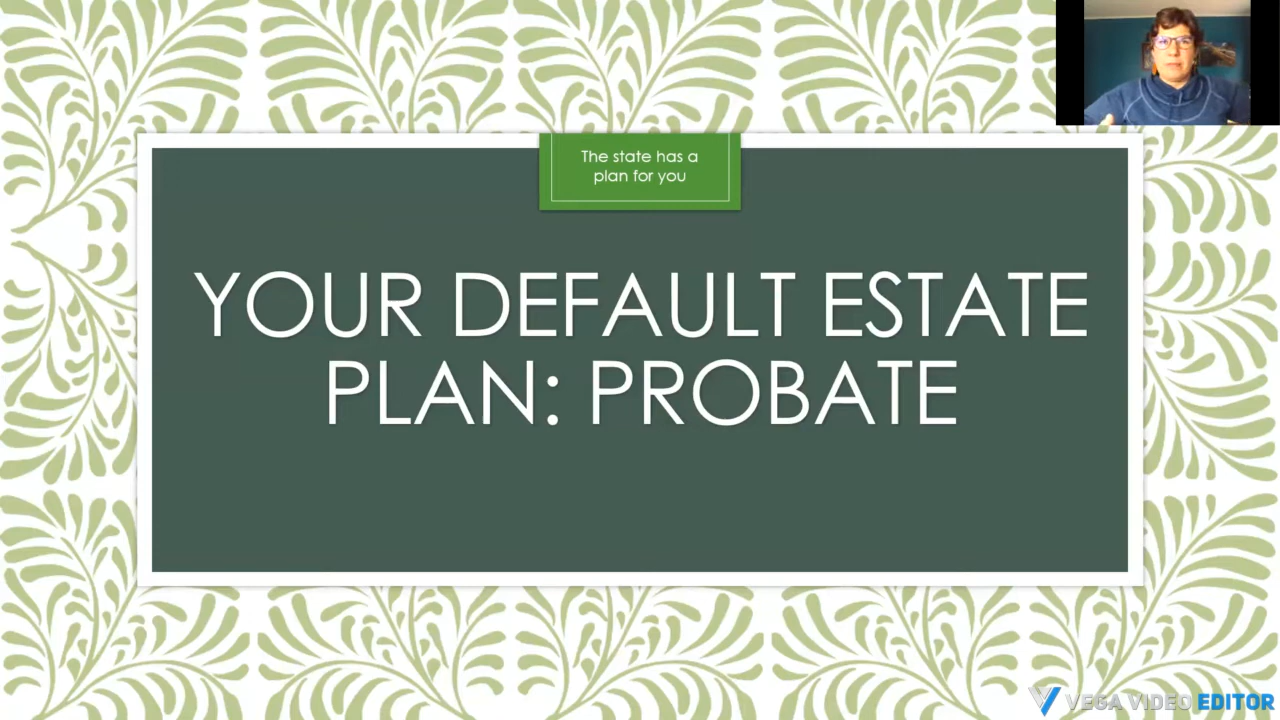 The state has a
plan for you
YOUR DEFAULT ESTATE
PLAN: PROBATE
VEGA VIDEO EDITOR